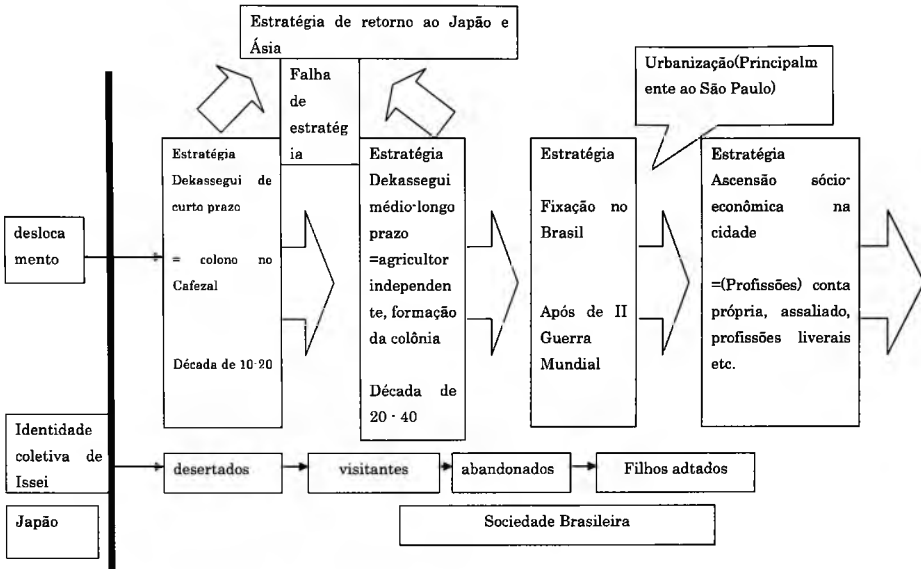 Estratégia de retorno ao Japão e
Ásia
Falha
de
estratég
ia
Urbanização(Principalm
ente ao São Paulo)
Estratégia
Dekassegui de
curto prazo
= colono no
Cafezal
Década de 10-20
Estratégia
Dekassegui
médio-longo
prazo
=agricultor
independen
te, formação
da colônia
Década de
20 - 40
Estratégia
Fixação no
Brasil
Após de II
Guerra
Mundial
Estratégia
Ascensão sócio-
econômica na
cidade
=(Profissões) conta
própria, assaliado,
profissões liverais
etc.
desloca
mento
Identidade
coletiva de
Issei
desertados
visitantes
abandonados
Filhos adtados
Japão
Sociedade Brasileira